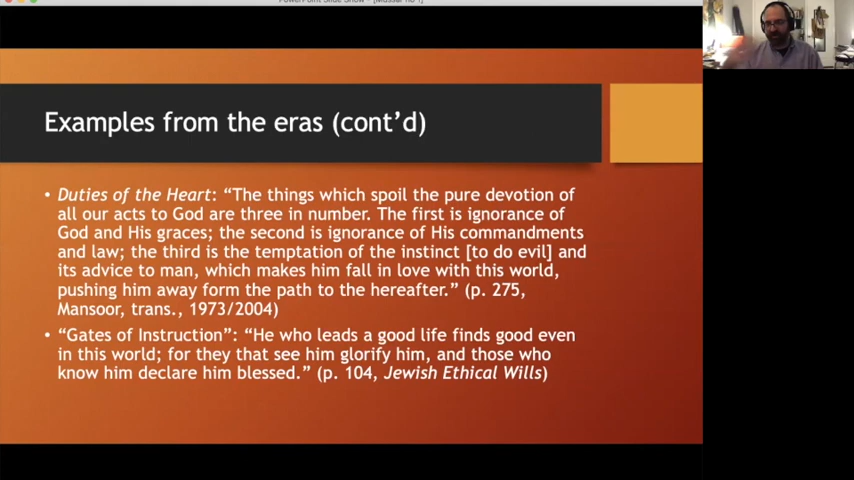 PowerPoint Slide Show - [Mussar no 1]
Examples from the eras (cont’d)
• Duties of the Heart: “The things which spoil the pure devotion of
all our acts to God are three in number. The first is ignorance of
God and His graces; the second is ignorance of His commandments
and law; the third is the temptation of the instinct [to do evil] and
its advice to man, which makes him fall in love with this world,
pushing him away form the path to the hereafter.” (p. 275,
Mansoor, trans., 1973/2004)
• “Gates of Instruction”: “He who leads a good life finds good even
in this world; for they that see him glorify him, and those who
know him declare him blessed.” (p. 104, Jewish Ethical Wills)